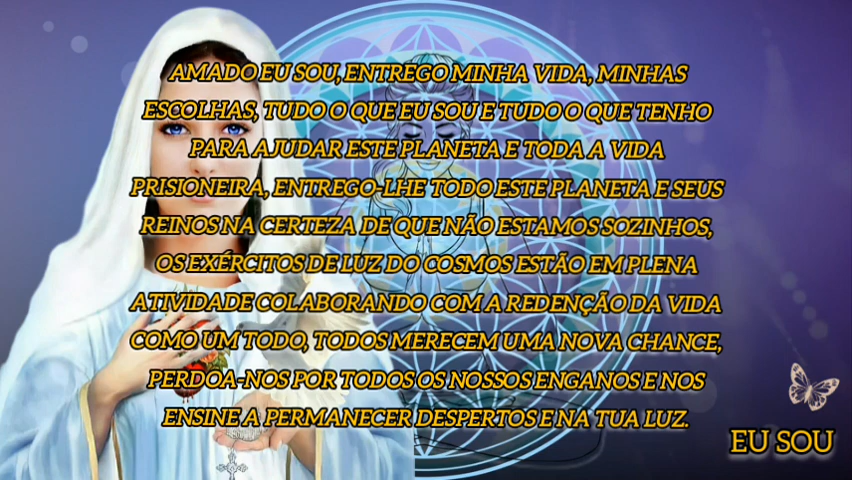 AMADO EU SOU, ENTREGO MINHA VIDA, MINHAS
ESCOLHAS, TUDO O QUE EU SOU E TUDO O QUE TENHO
PARA AJUDAR ESTE PLANETA E TODA A VIDA
PRISIONEIRA, ENTREGO-LHE TODO ESTE PLANETA E SEUS
REINOS NA CERTEZA DE QUE NÃO ESTAMOS SOZINHOS,
OS EXÉRCITOS DE LUZ DO COSMOS ESTÃO EM PLENA
ATIVIDADE COLABORANDO COM A REDENÇÃO DA VIDA
COMO UM TODO, TODOS MERECEM UMA NOVA CHANCE,
PERDOA-NOS POR TODOS OS NOSSOS ENGANOS E NOS
ENSINE A PERMANECER DESPERTOS E NA TUA LUZ.
EU SOU